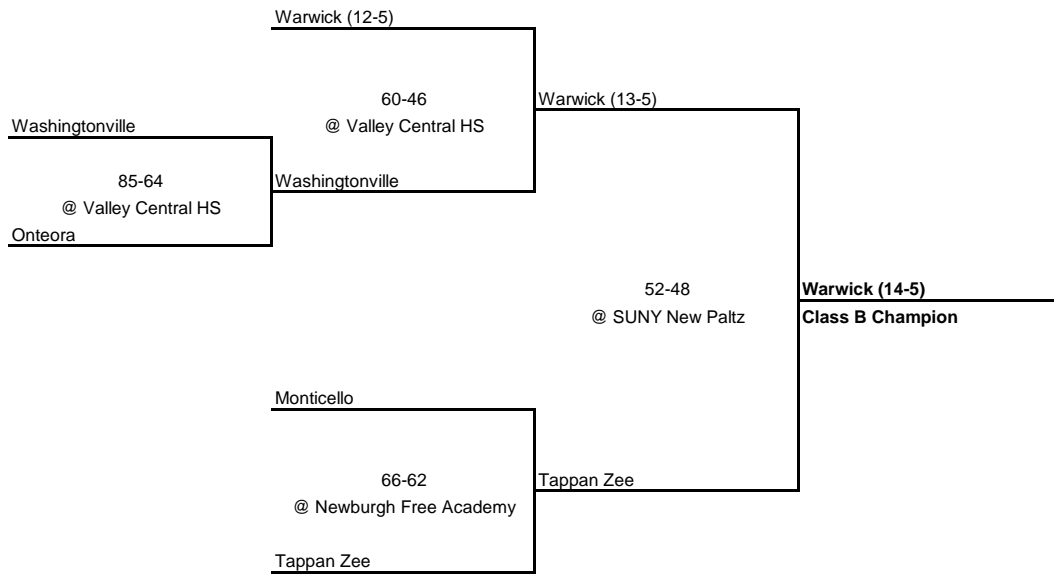 Warwick (12-5)
60-46
@ Valley Central HS
Warwick (13-5)
Washingtonville
85-64
@ Valley Central HS
Washingtonville
Onteora
52-48
@ SUNY New Paltz
Warwick (14-5)
Class B Champion
Monticello
66-62
@ Newburgh Free Academy
Tappan Zee
Tappan Zee